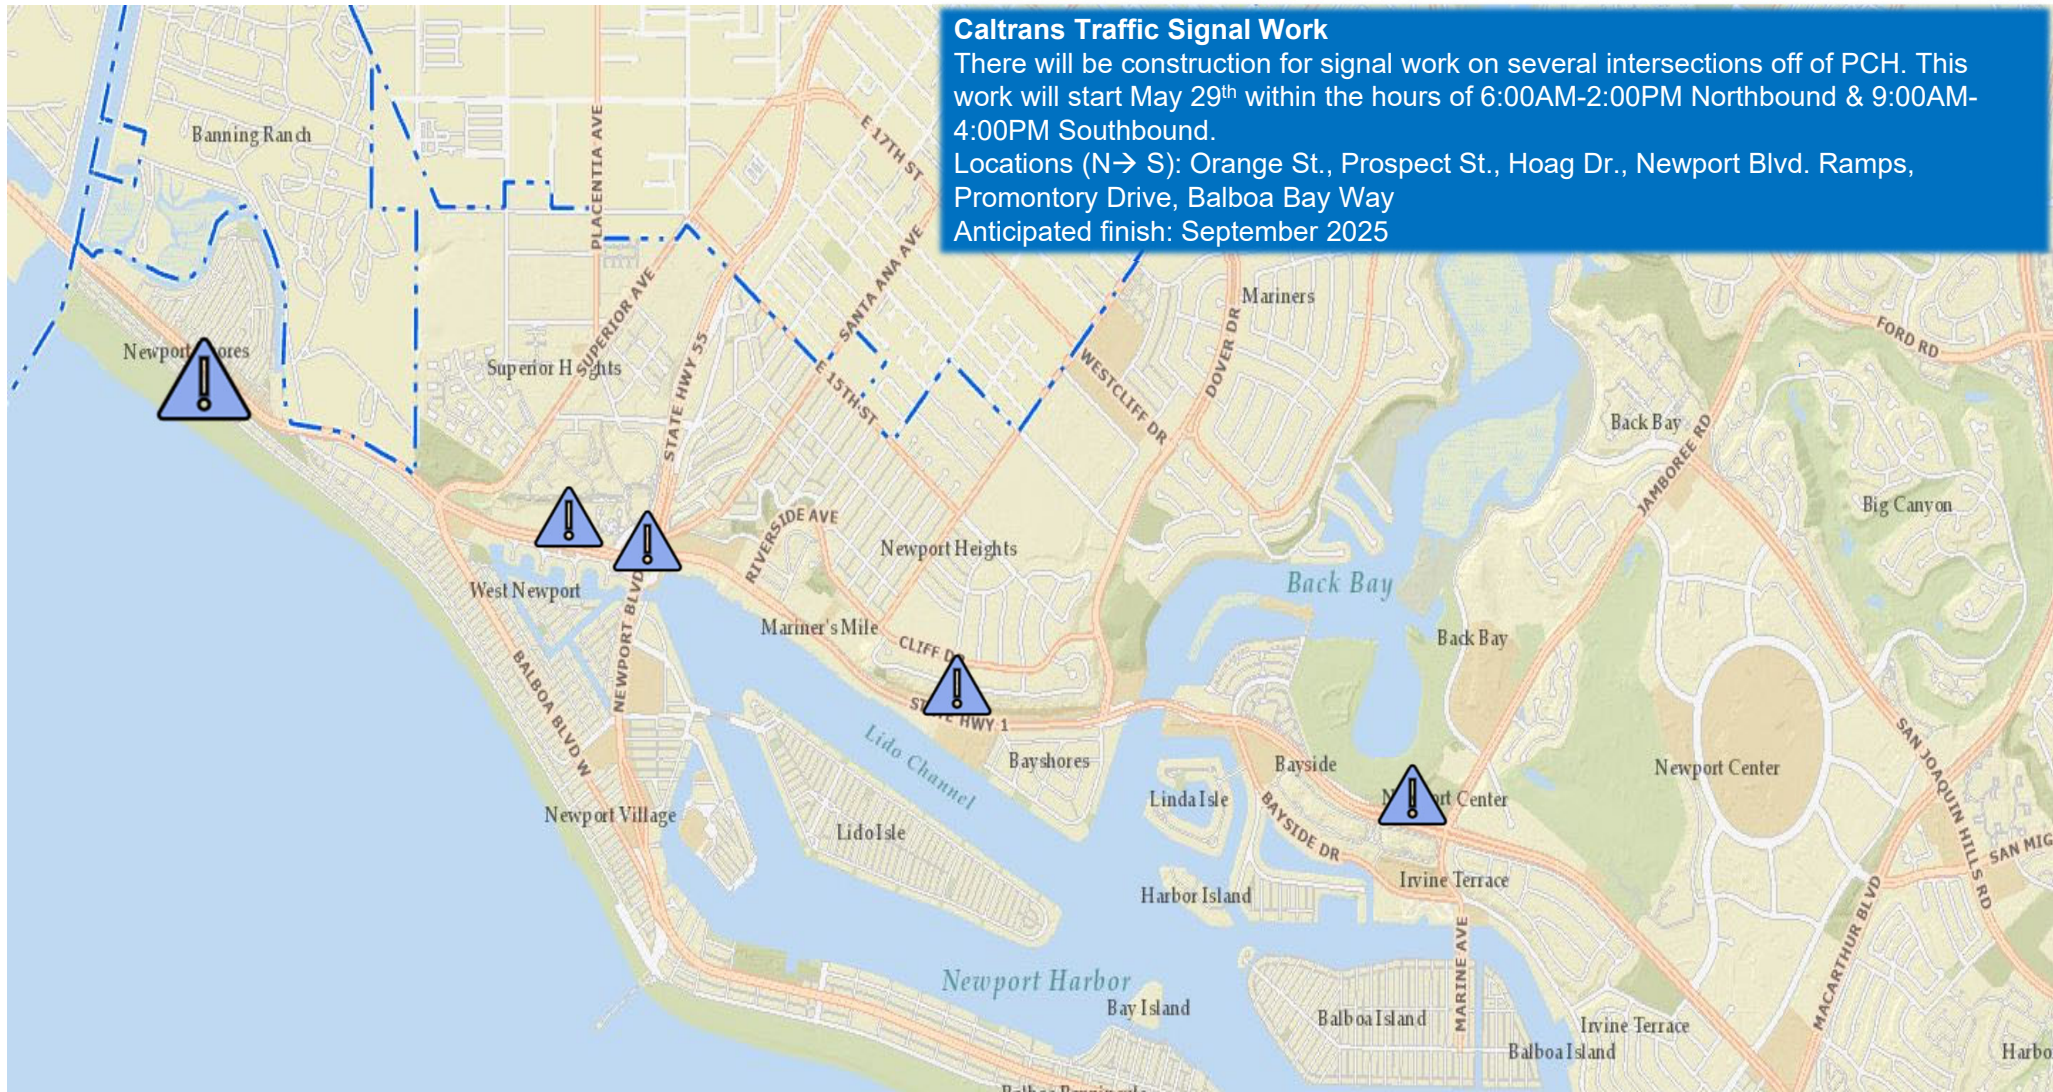 Caltrans Traffic Signal Work
There will be construction for signal work on several intersections off of PCH. This
work will start May 29th within the hours of 6:00AM-2:00PM Northbound & 9:00AM-
4:00PM Southbound.
Locations (N→ S): Orange St., Prospect St., Hoag Dr., Newport Blvd. Ramps,
Promontory Drive, Balboa Bay Way
Anticipated finish: September 2025
Banning Ranch
PLACENTIA AVE
E 17TH ST
SANTA ANA AVE
Mariners
SUPERIOR AVE
Newport
ores
Superior H ghts
STATE HWY 55
E 15TH ST
WESTCLIFF DR
DOVER DR
FORD RD
Back Bay
JAMBOREE RD
Big Canyon
RIVERSIDE AVE
Newport Heights
West Newport
Back Bay
NEWPORT BLVD
Mariner's Mile
CLIFF D
Back Bay
BALBOA BLVD W
ST E HWY 1
Lido Channel
Bayshores
Bayside
Newport Center
SAN JOAQUIN HILLS RD
Linda Isle
N ort Center
BAYSIDE DR
Newport Village
Lido Isle
SAN MIG
Irvine Terrace
Harbor Island
MARINE AVE
MACARTHUR BLVD
Newport Harbor
Bay Island
Balboa Island
Irvine Terrace
Balboa Island
Harbo